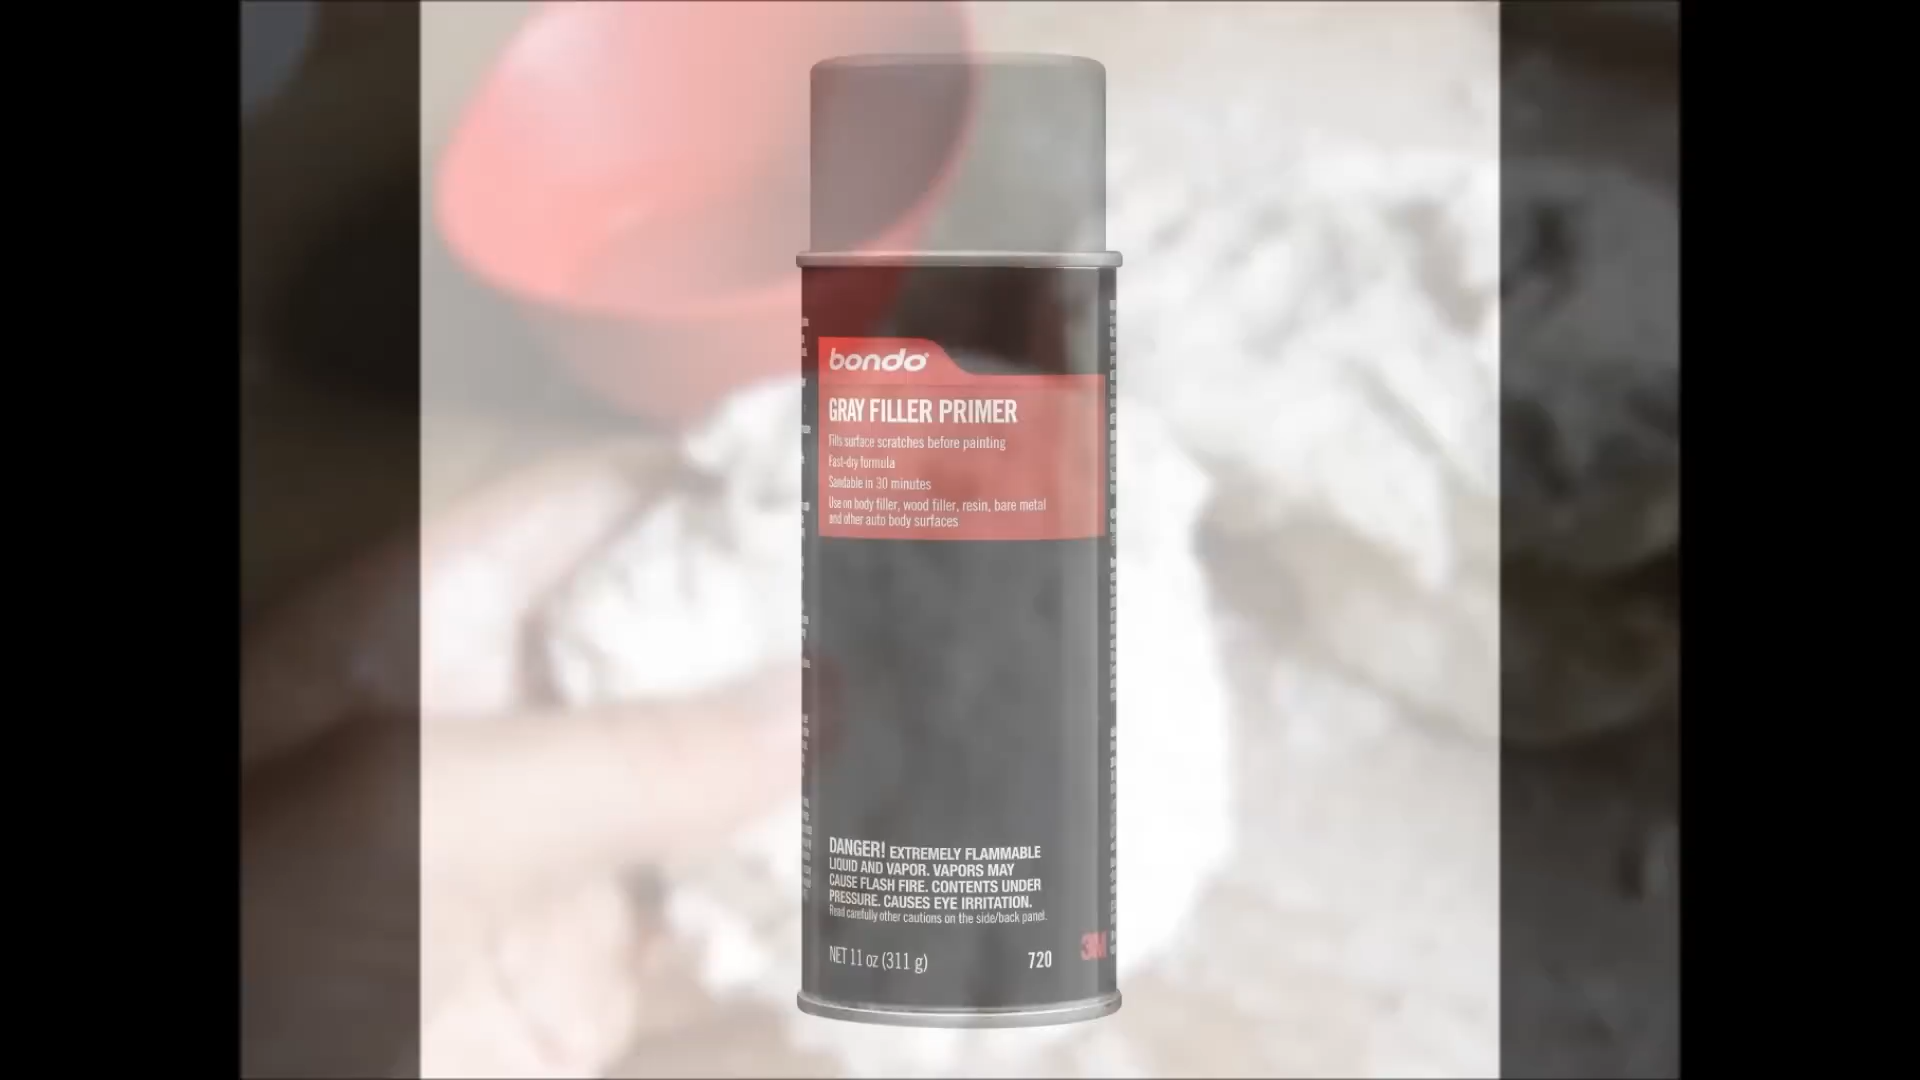 bondo®
GRAY FILLER PRIMER
Fills surface scratches before painting
Fast-dry formula
Sandable in 30 minutes
Use on body filler, wood filler, resin, bare metal
and other auto body surfaces
DANGER! EXTREMELY FLAMMABLE
LIQUID AND VAPOR. VAPORS MAY
CAUSE FLASH FIRE. CONTENTS UNDER
PRESSURE. CAUSES EYE IRRITATION.
Read carefully other cautions on the side/back panel.
NET 11 oz (311 g)
720
3M